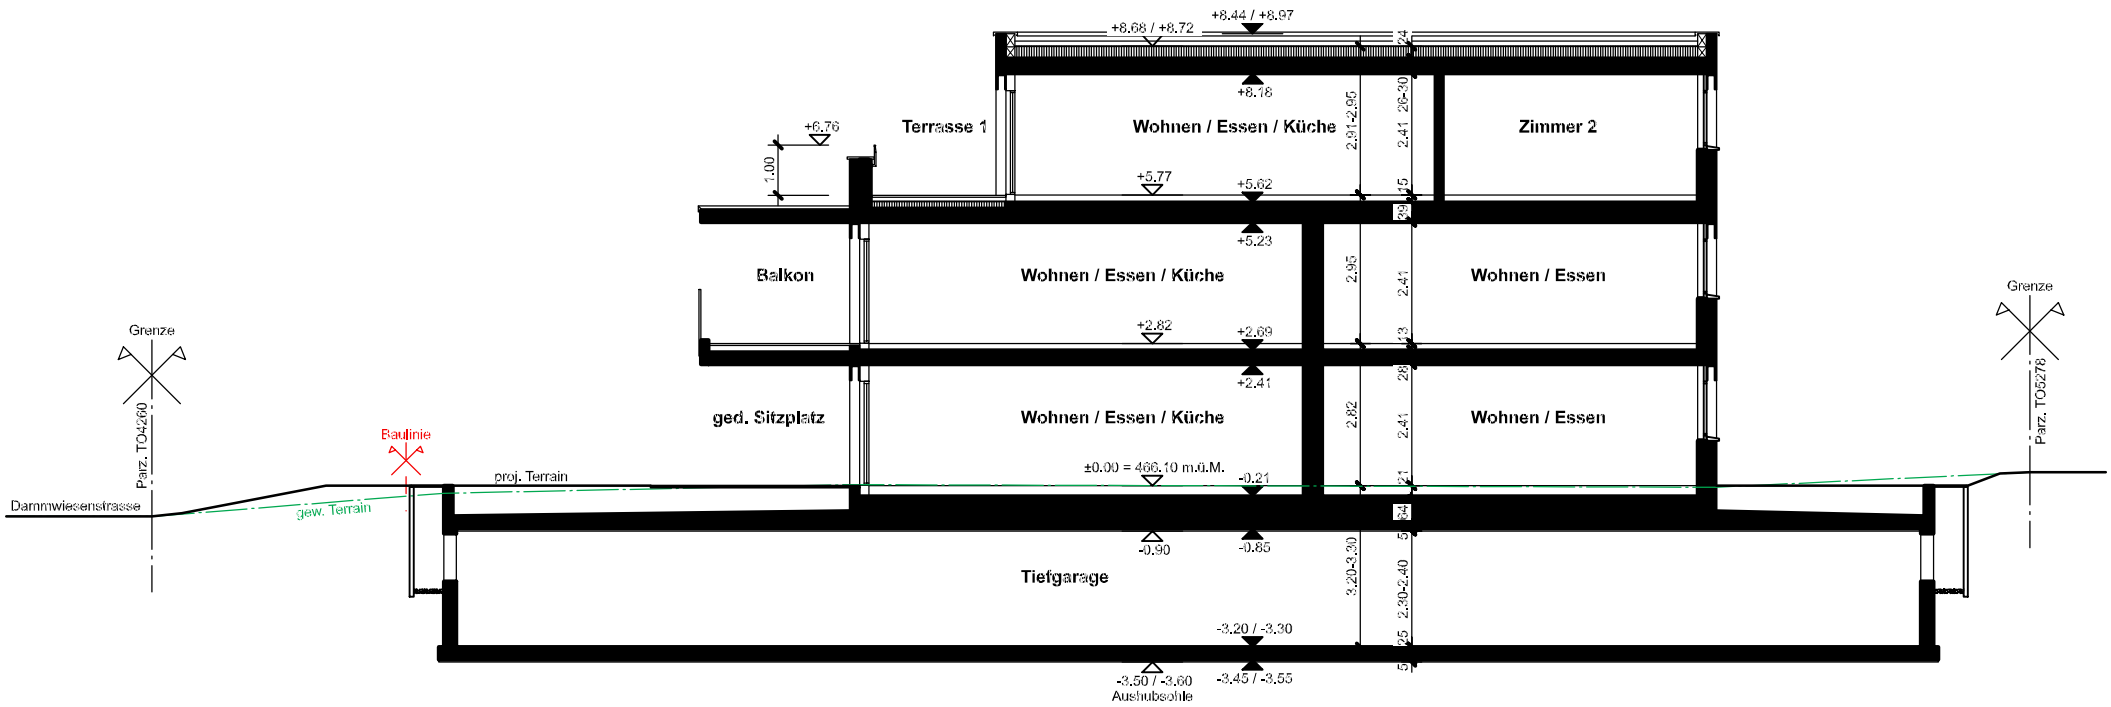 +8.44 / +8.97
+8.68 / +8.72
24
+8.18
26-30
+6.76
Terrasse 1
Wohnen / Essen / Küche
2.91-2.95
2.41
Zimmer 2
1.00
+5.77
+5.62
15
39
+5.23
Balkon
Wohnen / Essen / Küche
2.95
2.41
Wohnen / Essen
Grenze
Grenze
+2.82
+2.69
13
28
+2.41
Parz. TO4260
Parz. TO5278
ged. Sitzplatz
Wohnen / Essen / Küche
2.82
2.41
Wohnen / Essen
Baulinie
proj. Terrain
±0.00 = 466.10 m.ü.M.
-0.21
21
Dammwiesenstrasse
gew. Terrain
64
5
-0.90
-0.85
Tiefgarage
3.20-3.30
2.30-2.40
-3.20 / -3.30
25
5
-3.50 / -3.60
-3.45 / -3.55
Aushubsohle